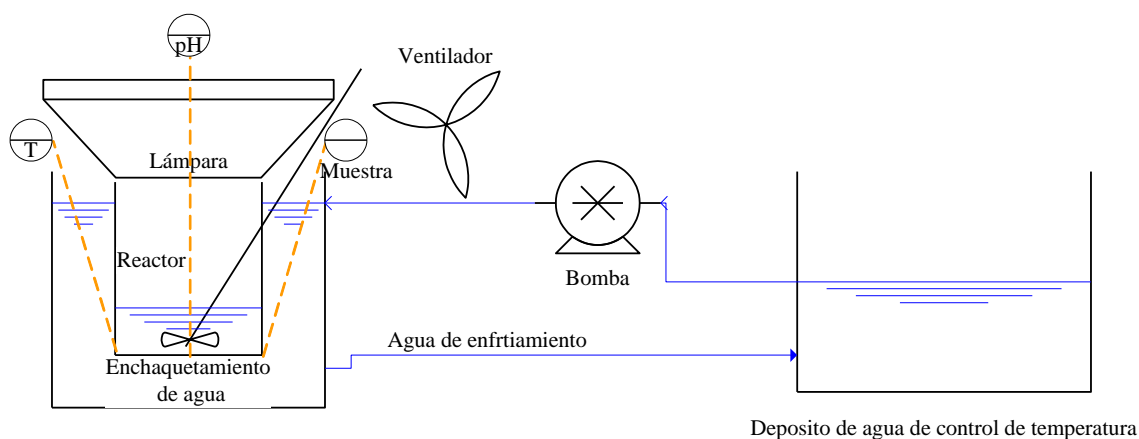 pH
Ventilador
T
Lámpara
Muestra
Reactor
Bomba
Agua de enfrtiamiento
Enchaquetamiento
de agua
Deposito de agua de control de temperatura